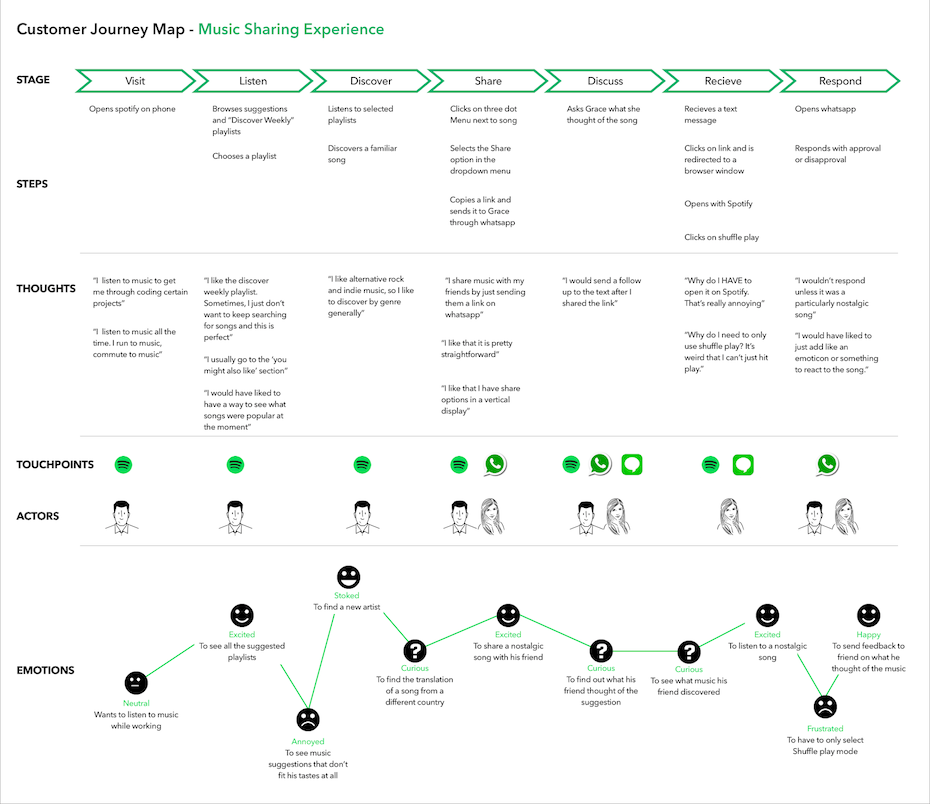 Customer Journey Map - Music Sharing Experience
STAGE
Visit
Listen
Discover
Share
Discuss
Recieve
Respond
STEPS
Opens spotify on phone
Browses suggestions
and “Discover Weekly”
playlists
Chooses a playlist
Listens to selected
playlists
Discovers a familiar
song
Clicks on three dot
Menu next to song
Selects the Share
option in the
dropdown menu
Copies a link and
sends it to Grace
through whatsapp
Asks Grace what she
thought of the song
Recieves a text
message
Clicks on link and is
redirected to a
browser window
Opens with Spotify
Clicks on shuffle play
Opens whatsapp
Responds with approval
or disapproval
THOUGHTS
“I listen to music to get
me through coding certain
projects”
“I listen to music all the
time. I run to music,
commute to music”
“I like the discover
weekly playlist.
Sometimes, I just don’t
want to keep searching
for songs and this is
perfect”
“I usually go to the ‘you
might also like’ section”
“I would have liked to
have a way to see what
songs were popular at
the moment”
“I like alternative rock
and indie music, so I like
to discover by genre
generally”
“I share music with my
friends by just sending
them a link on
whatsapp”
“I like that it is pretty
straightforward”
“I like that I have share
options in a vertical
display”
“I would send a follow
up to the text after I
shared the link”
“Why do I HAVE to
open it on Spotify.
That’s really annoying”
“Why do I need to only
use shuffle play? It’s
weird that I can’t just hit
play.”
“I wouldn’t respond
unless it was a
particularly nostalgic
song”
“I would have liked to
just add like an
emoticon or something
to react to the song.”
TOUCHPOINTS
ACTORS
EMOTIONS
Neutral
Wants to listen to music
while working
Excited
To see all the suggested
playlists
Annoyed
To see music
suggestions that don’t
fit his tastes at all
Stoked
To find a new artist
Curious
To find the translation
of a song from a
different country
Excited
To share a nostalgic
song with his friend
Curious
To find out what his
friend thought of the
suggestion
Curious
To see what music his
friend discovered
Excited
To listen to a nostalgic
song
Frustrated
To have to only select
Shuffle play mode
Happy
To send feedback to
friend on what he
thought of the music